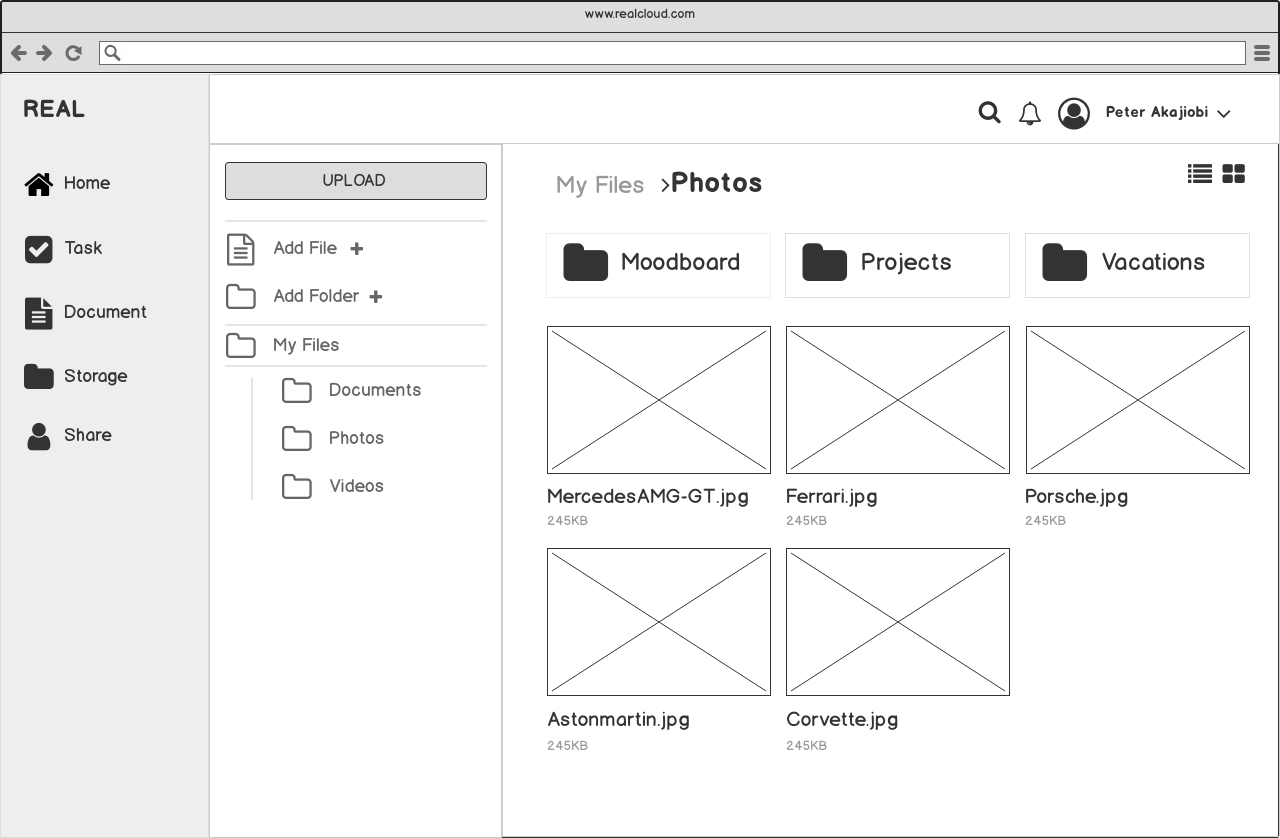 www.realcloud.com
REAL
Peter Akajiobi
Home
Task
Document
Storage
Share
UPLOAD
Add File +
Add Folder +
My Files
Documents
Photos
Videos
My Files >Photos
Moodboard
Projects
Vacations
MercedesAMG-GT.jpg
245KB
Ferrari.jpg
245KB
Porsche.jpg
245KB
Astonmartin.jpg
245KB
Corvette.jpg
245KB